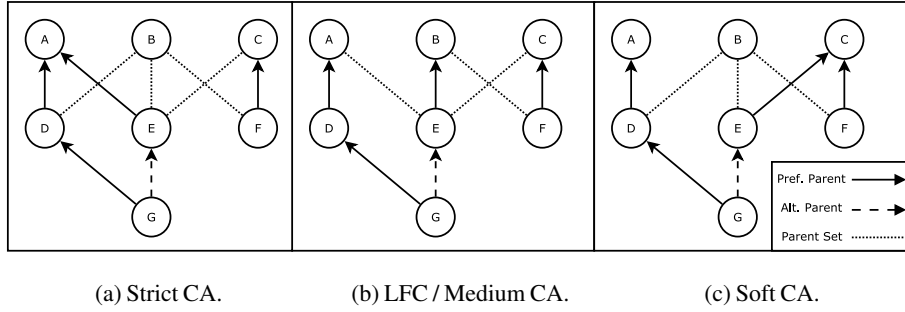 A B C A B C A B C
D E F D E F D E F
G G G
Pref. Parent
Alt. Parent
Parent Set
(a) Strict CA. (b) LFC / Medium CA. (c) Soft CA.